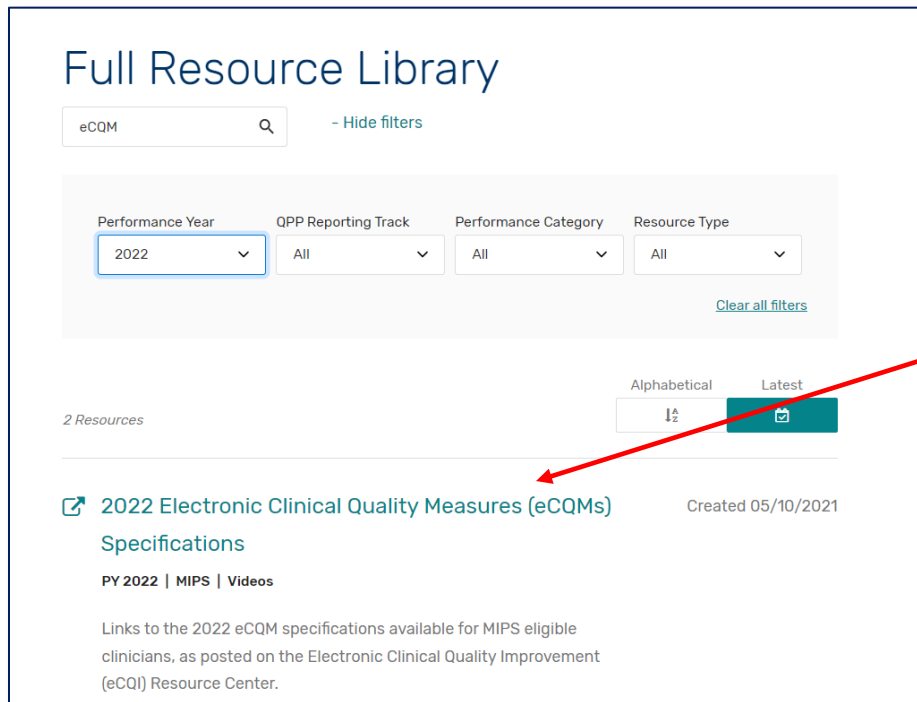 Full Resource Library
eCQM
- Hide filters
Performance Year QPP Reporting Track Performance Category Resource Type
2022 All All All
Clear all filters
Alphabetical Latest
2 Resources
2022 Electronic Clinical Quality Measures (eCQMs) Created 05/10/2021
Specifications
PY 2022 | MIPS | Videos
Links to the 2022 eCQM specifications available for MIPS eligible
clinicians, as posted on the Electronic Clinical Quality Improvement
(eCQI) Resource Center.